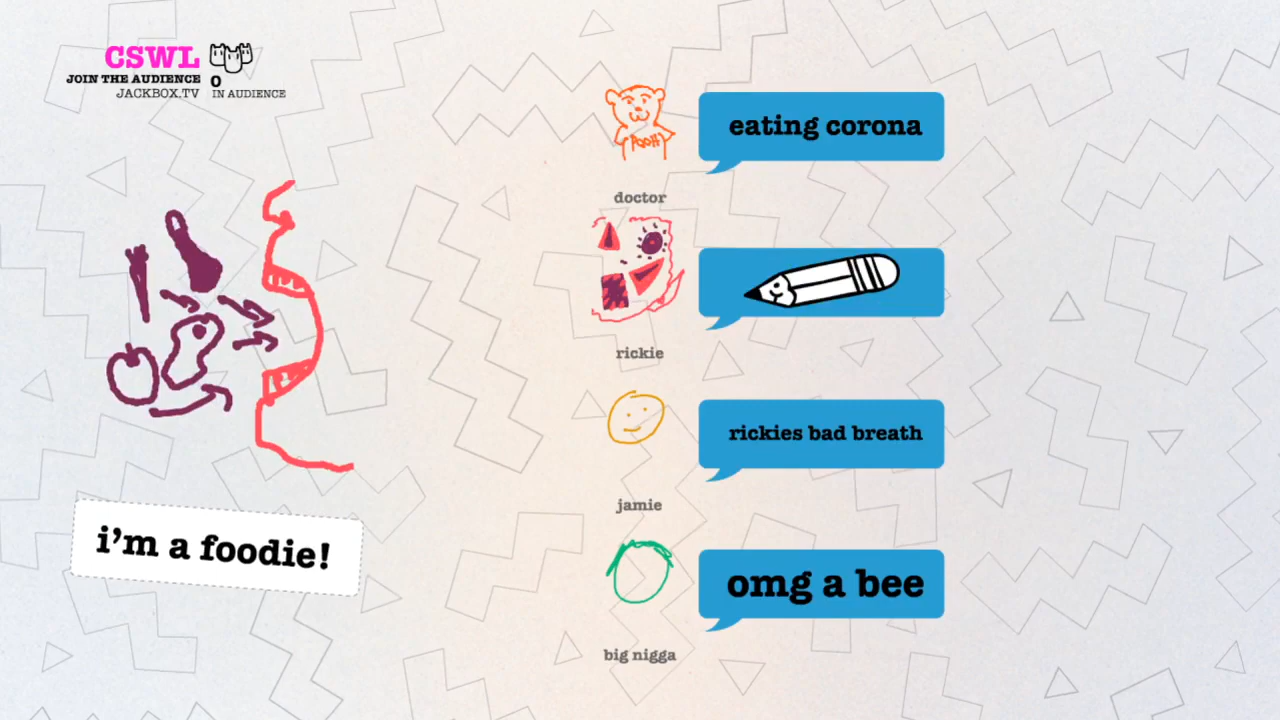 CSWL
JOIN THE AUDIENCE
JACKBOX.TV
0
IN AUDIENCE
eating corona
POOH
doctor
rickie
rickies bad breath
jamie
omg a bee
i'm a foodie!
big nigga